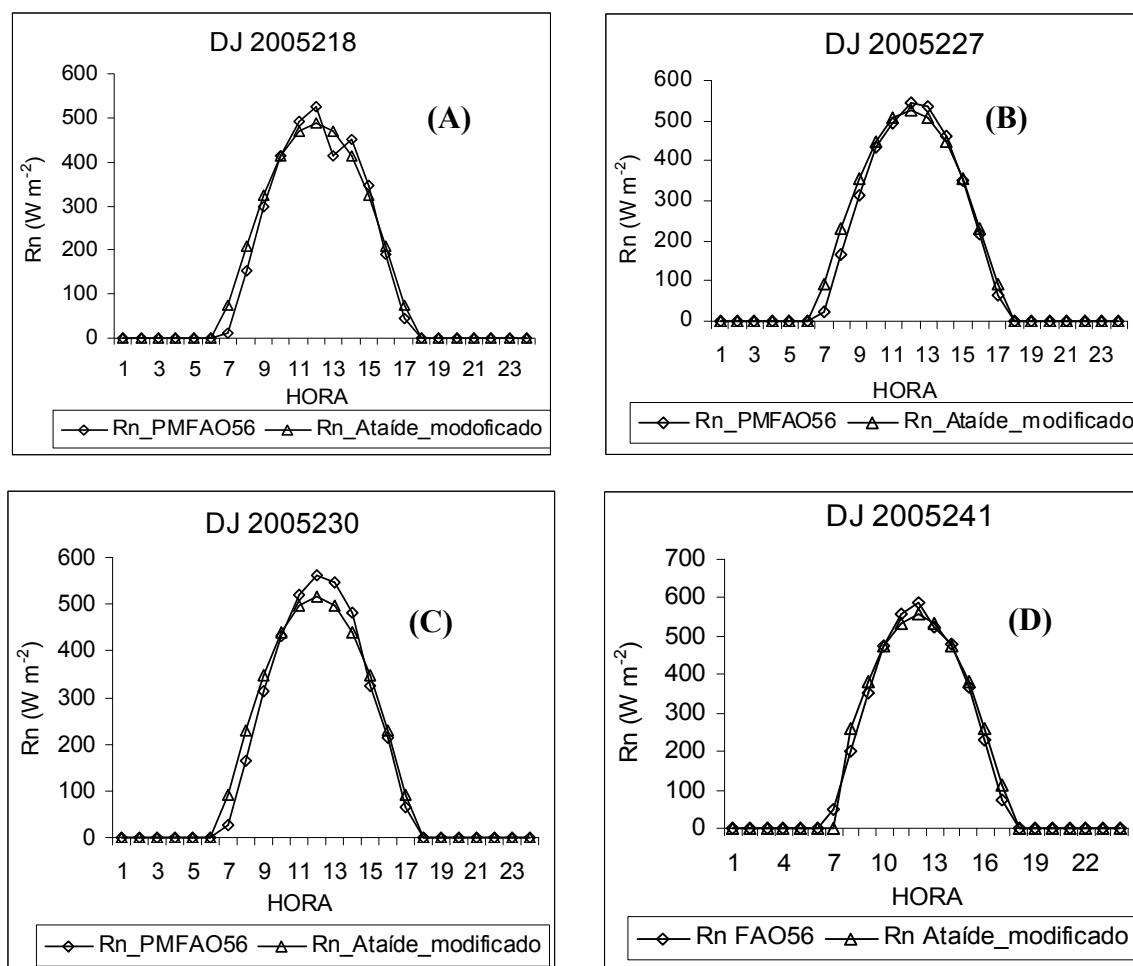 DJ 2005218
600
500
400
300
200
100
0
Rn (W m⁻²)
(A)
1 3 5 7 9 11 13 15 17 19 21 23
HORA
Rn_PMFAO56 Rn_Ataíde_modoficado
DJ 2005227
600
500
400
300
200
100
0
Rn (W m⁻²)
(B)
1 3 5 7 9 11 13 15 17 19 21 23
HORA
Rn_PMFAO56 Rn_Ataíde_modificado
DJ 2005230
600
500
400
300
200
100
0
Rn (W m⁻²)
(C)
1 3 5 7 9 11 13 15 17 19 21 23
HORA
Rn_PMFAO56 Rn_Ataíde_modificado
DJ 2005241
700
600
500
400
300
200
100
0
Rn (W m⁻²)
(D)
1 4 7 10 13 16 19 22
HORA
Rn FAO56 Rn Ataíde_modificado